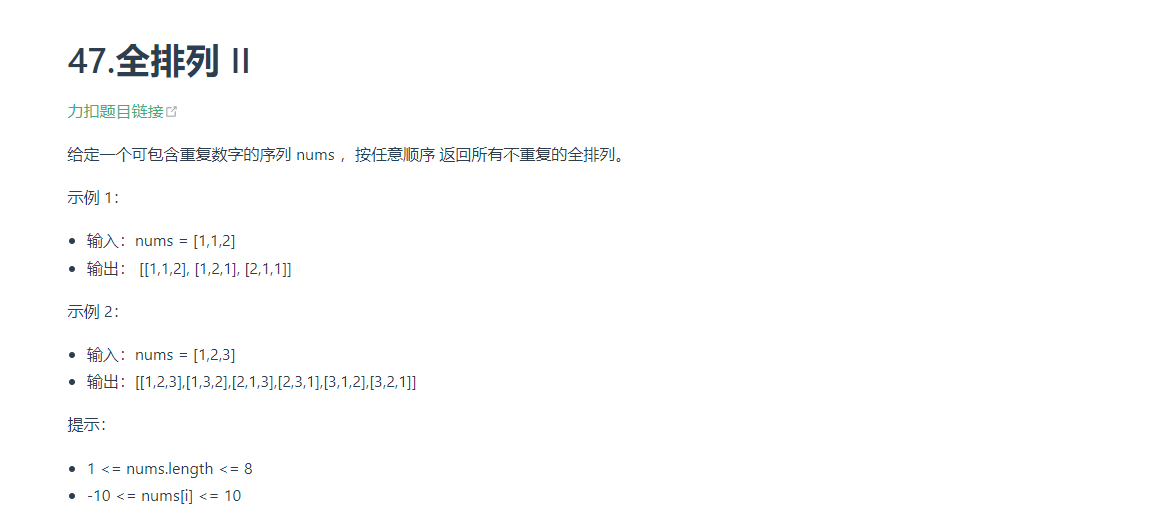 47.全排列 II
力扣题目链接
给定一个可包含重复数字的序列 nums ，按任意顺序 返回所有不重复的全排列。
示例 1：
• 输入：nums = [1,1,2]
• 输出： [[1,1,2], [1,2,1], [2,1,1]]
示例 2：
• 输入：nums = [1,2,3]
• 输出：[[1,2,3],[1,3,2],[2,1,3],[2,3,1],[3,1,2],[3,2,1]]
提示：
• 1 <= nums.length <= 8
• -10 <= nums[i] <= 10